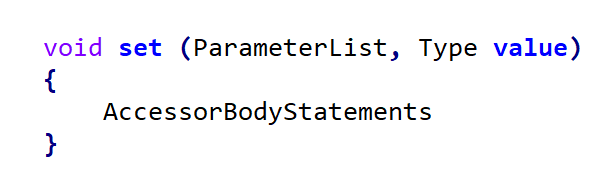 void set (ParameterList, Type value)
{
AccessorBodyStatements
}